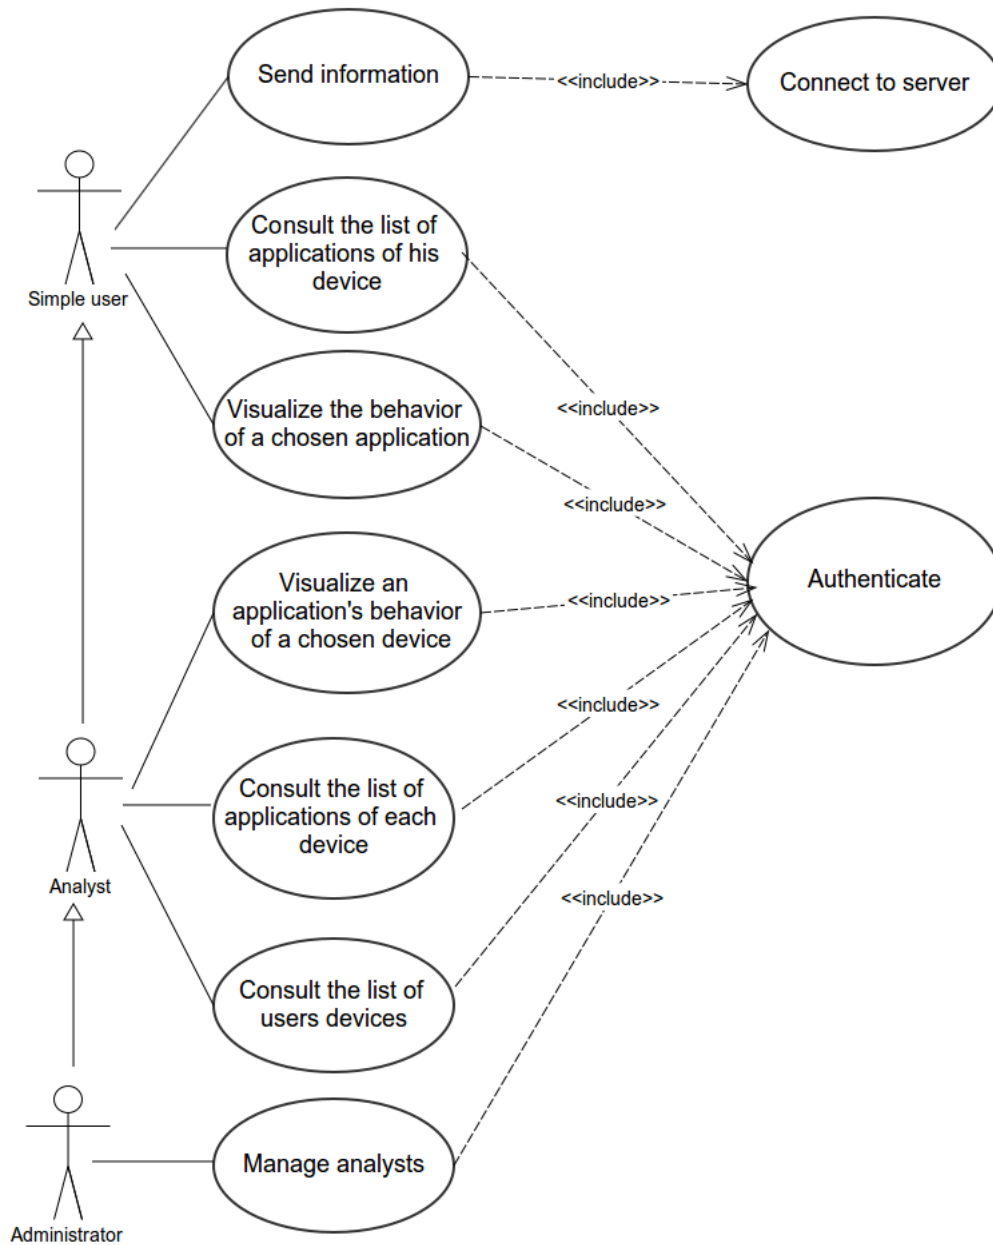 Send information
<<include>>
Connect to server
Simple user
Consult the list of
applications of his
device
<<include>>
Visualize the behavior
of a chosen application
<<include>>
Authenticate
Visualize an
application's behavior
of a chosen device
<<include>>
<<include>>
Analyst
Consult the list of
applications of each
device
<<include>>
<<include>>
Consult the list of
users devices
Administrator
Manage analysts